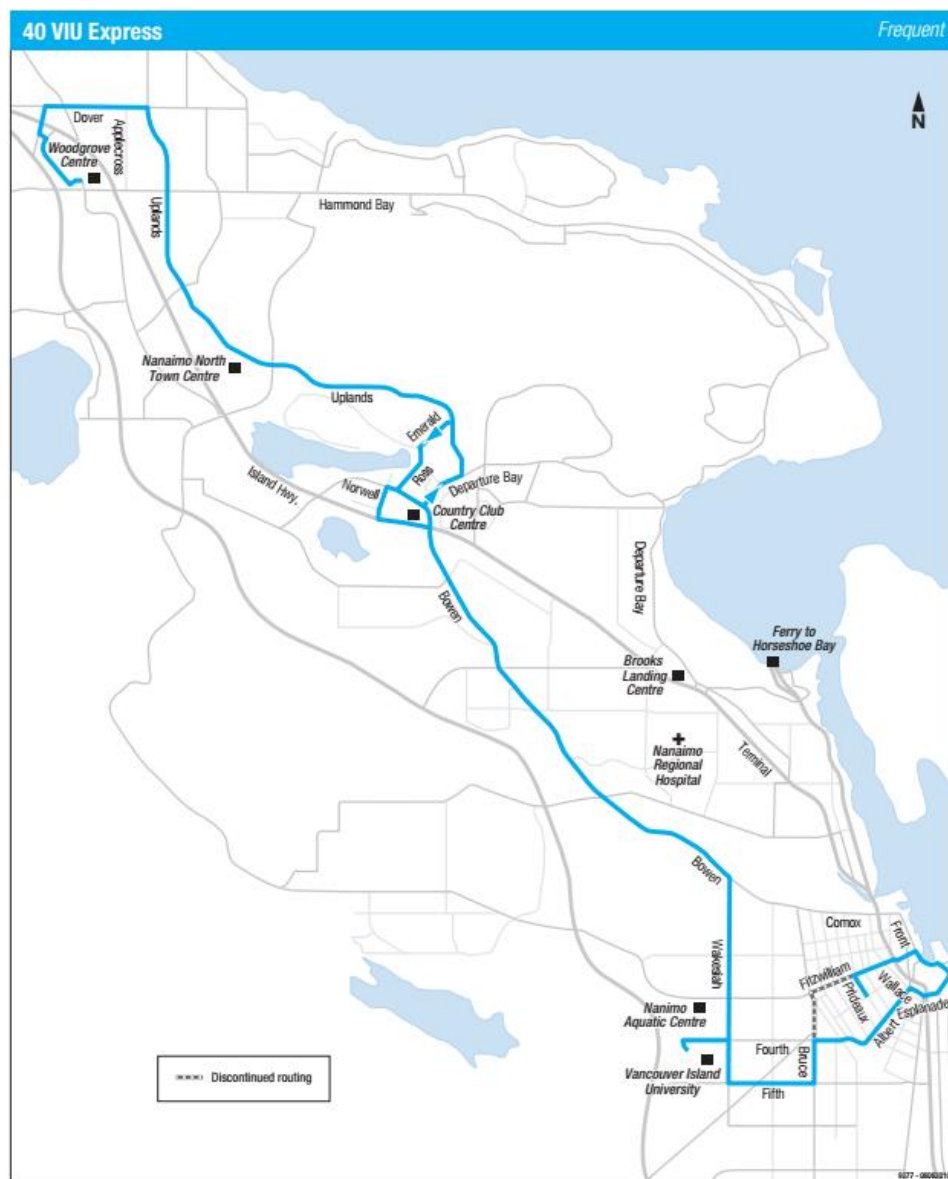 40 VIU Express
Frequent
N
Dover
Applecross
Woodgrove
Centre
Uplands
Hammond Bay
Nanaimo North
Town Centre
Uplands
Emerald
Ross
Departure Bay
Norwell
Island Hwy.
Country Club
Centre
Bowen
Departure Bay
Ferry to
Horseshoe Bay
Brooks
Landing
Centre
Nanaimo
Regional
Hospital
Terminal
Bowen
Comox
Front
Wakesiah
Fitzwilliam
Wallace
Prideaux
Esplanade
Albert
Nanimo
Aquatic Centre
Fourth
Bruce
Vancouver Island
University
Fifth
Discontinued routing